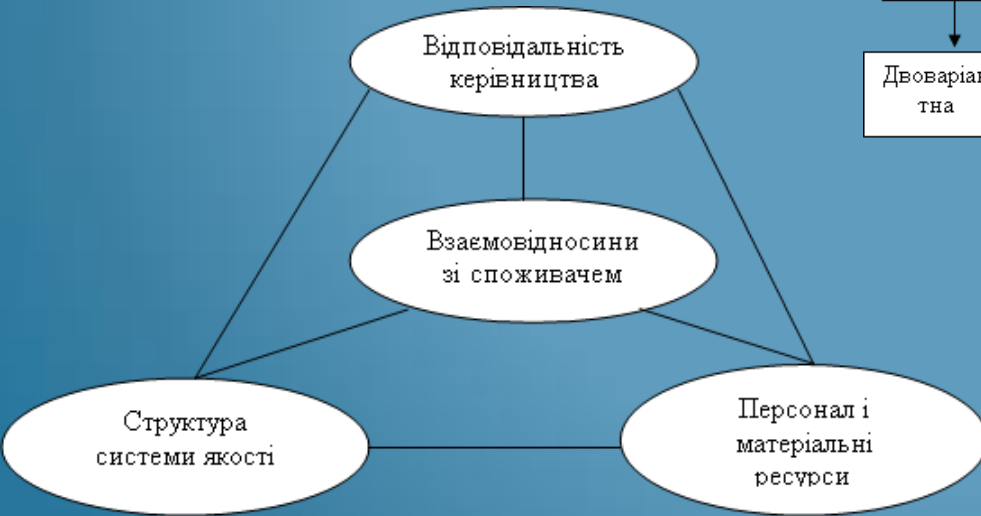 Відповідальність
керівництва
Двоваріан
тна
Взаємовідносини
зі споживачем
Структура
системи якості
Персонал і
матеріальні
ресурси